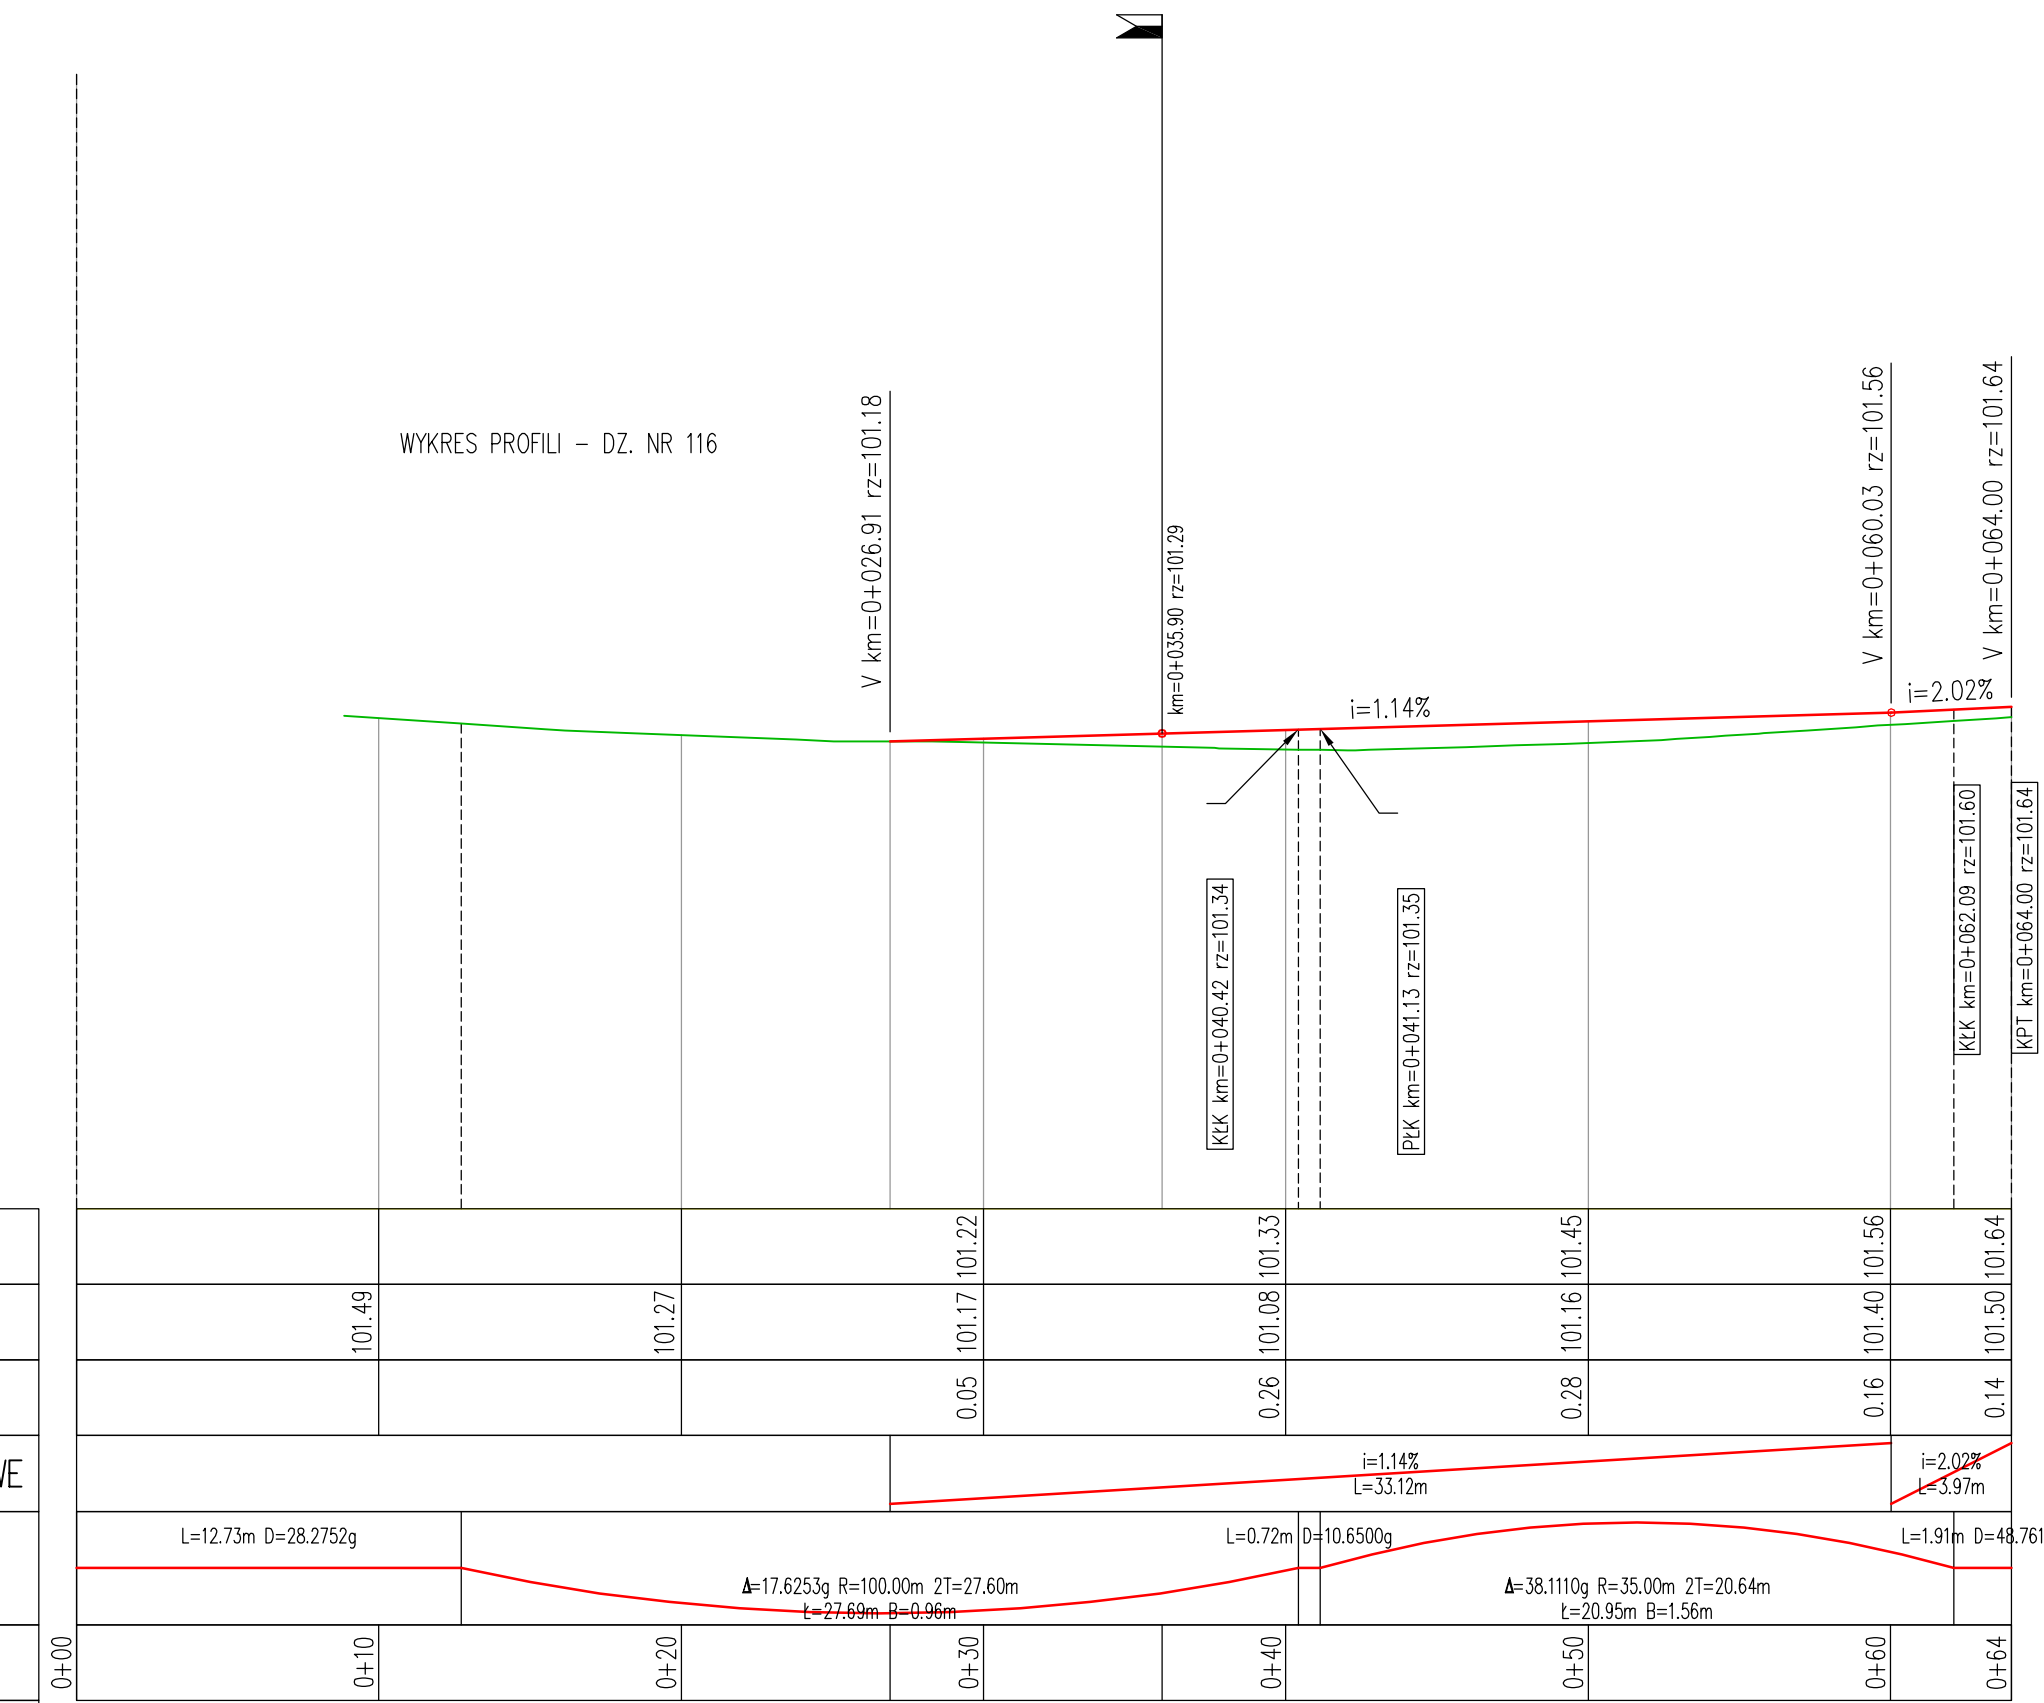 WYKRES PROFILI - DZ. NR 116
V km=0+026.91 rz=101.18
km=0+035.90 rz=101.29
V km=0+060.03 rz=101.56
V km=0+064.00 rz=101.64
i=1.14%
i=2.02%
KŁK km=0+040.42 rz=101.34
PŁK km=0+041.13 rz=101.35
KŁK km=0+062.09 rz=101.60
KPT km=0+064.00 rz=101.64
101.22 101.33 101.45 101.56 101.64
101.49 101.27 101.17 101.08 101.16 101.40 101.50
0.05 0.26 0.28 0.16 0.14
i=1.14%
L=33.12m
i=2.02%
L=3.97m
L=12.73m D=28.2752g
Δ=17.6253g R=100.00m 2T=27.60m
Ł=27.69m B=0.96m
L=0.72m D=10.6500g
Δ=38.1110g R=35.00m 2T=20.64m
Ł=20.95m B=1.56m
L=1.91m D=48.761
0+00 0+10 0+20 0+30 0+40 0+50 0+60 0+64